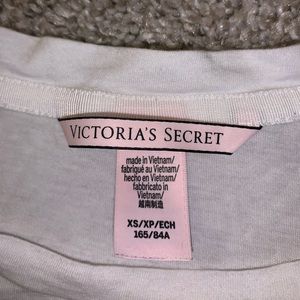 VICTORIA'S SECRET
made in Vietnam/
fabriqué au Vietnam/
hecho en Vietnam/
fabbricato in
Vietnam/
越南制造
XS/XP/ECH
165/84A